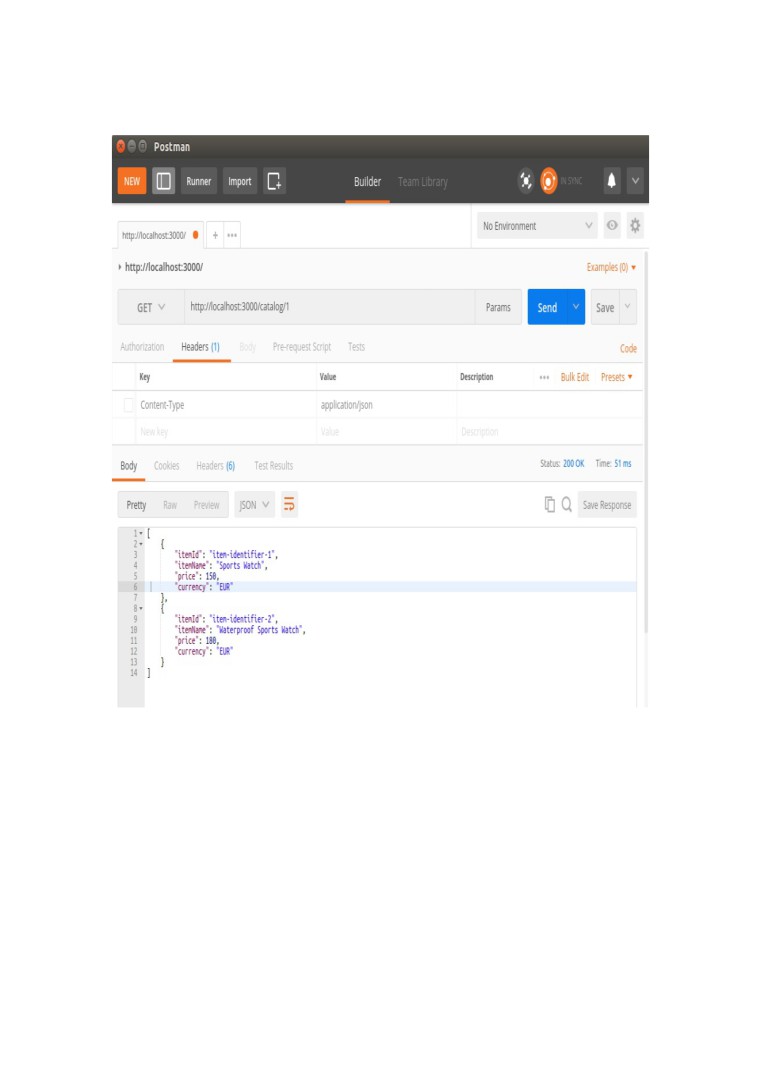 Postman
NEW Runner Import Builder Team Library IN SYNC
http://localhost:3000/ + ••• No Environment
http://localhost:3000/ Examples (0)
GET http://localhost:3000/catalog/1 Params Send Save
Authorization Headers (1) Body Pre-request Script Tests Code
Key Value Description ••• Bulk Edit Presets
Content-Type application/json
New key Value Description
Body Cookies Headers (6) Test Results Status: 200 OK Time: 51 ms
Pretty Raw Preview JSON Save Response
1 [
2 {
3 "itemId": "item-identifier-1",
4 "itemName": "Sports Watch",
5 "price": 150,
6 "currency": "EUR"
7 },
8 {
9 "itemId": "item-identifier-2",
10 "itemName": "Waterproof Sports Watch",
11 "price": 180,
12 "currency": "EUR"
13 }
14 ]